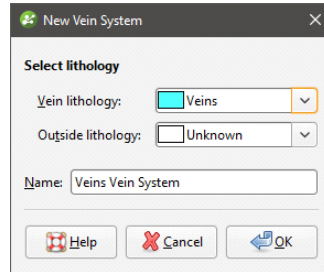 New Vein System
Select lithology
Vein lithology: Veins
Outside lithology: Unknown
Name: Veins Vein System
Help Cancel OK